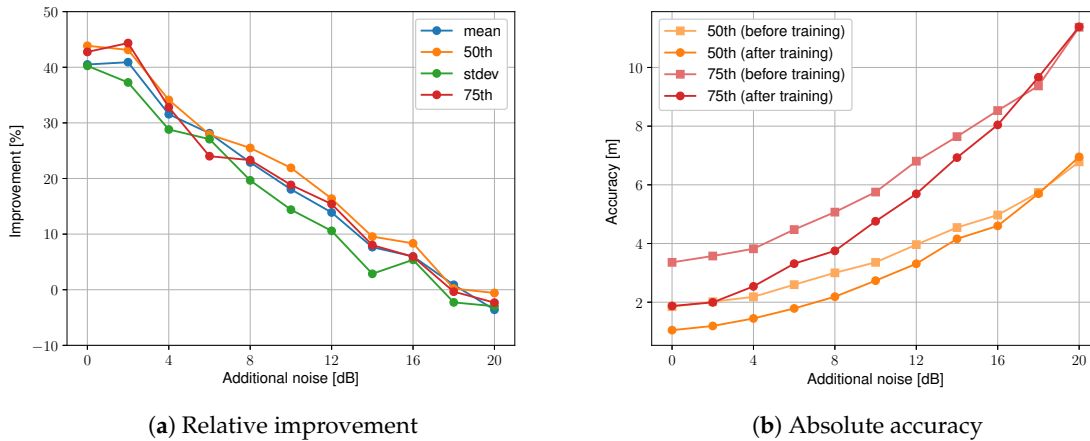 50
40
30
20
10
0
−10
Improvement [%]
mean
50th
stdev
75th
0 4 8 12 16 20
Additional noise [dB]
(a) Relative improvement
10
8
6
4
2
Accuracy [m]
50th (before training)
50th (after training)
75th (before training)
75th (after training)
0 4 8 12 16 20
Additional noise [dB]
(b) Absolute accuracy